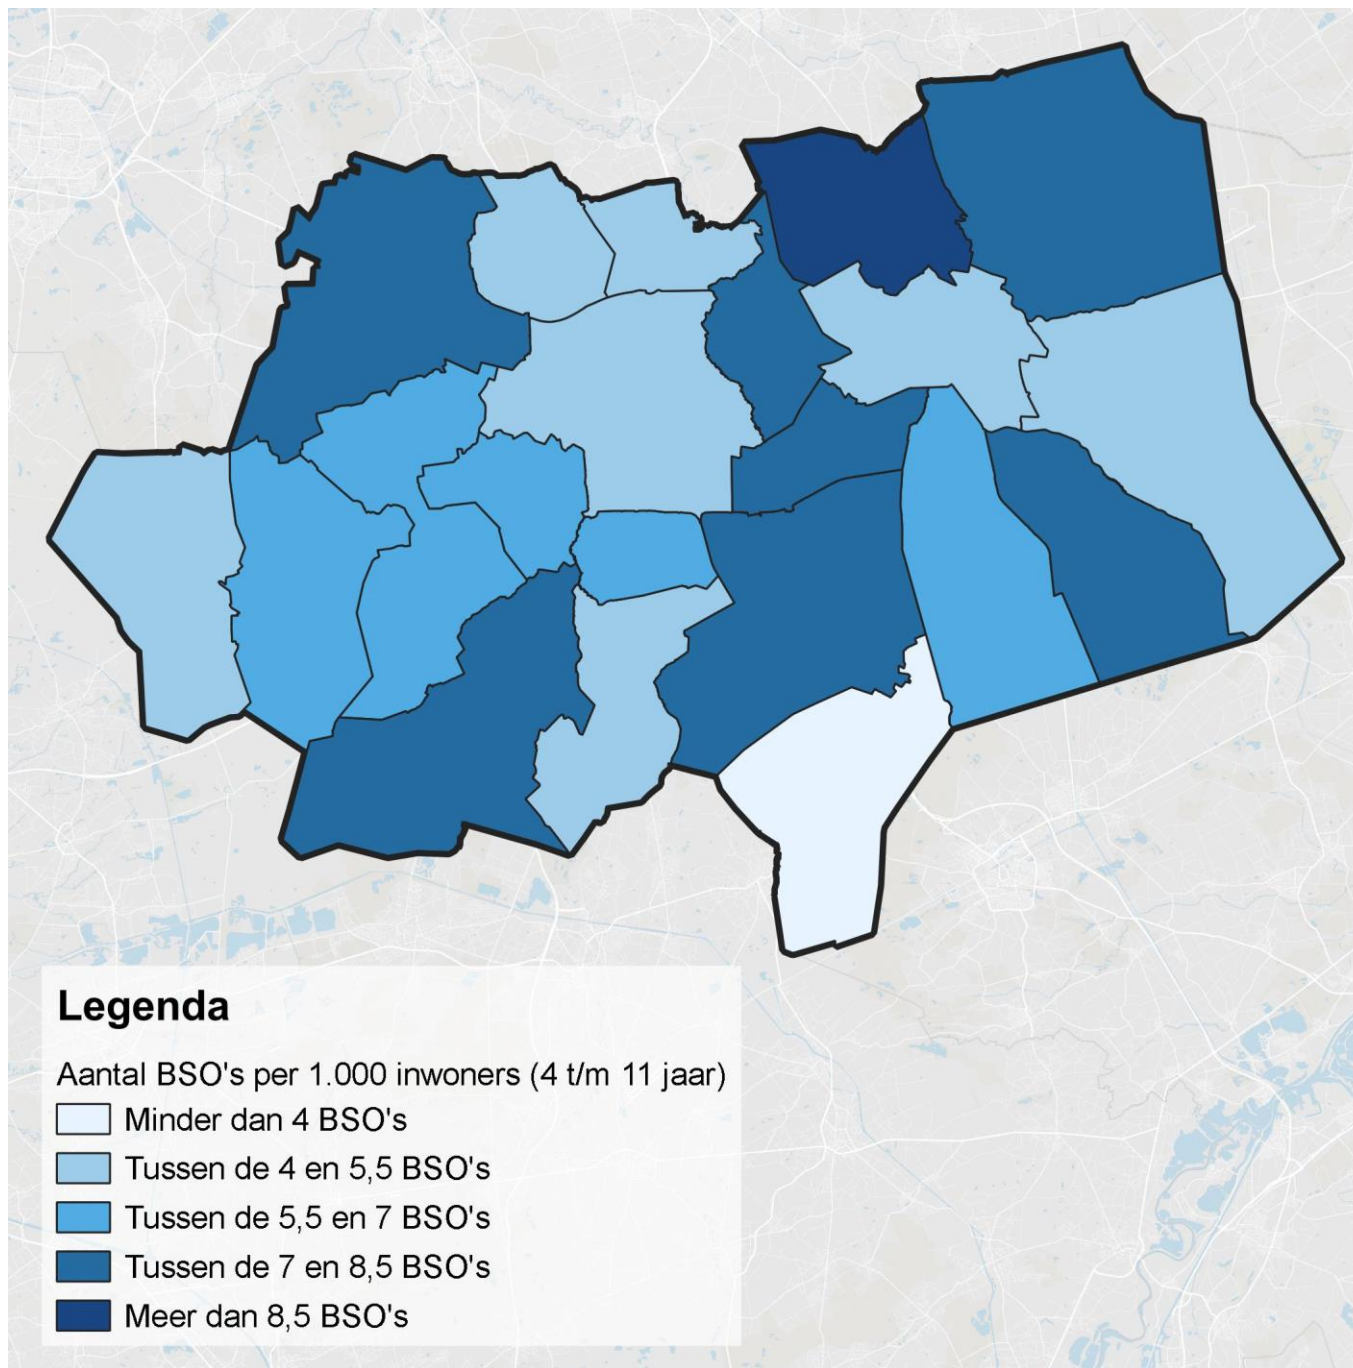 Legenda
Aantal BSO's per 1.000 inwoners (4 t/m 11 jaar)
Minder dan 4 BSO's
Tussen de 4 en 5,5 BSO's
Tussen de 5,5 en 7 BSO's
Tussen de 7 en 8,5 BSO's
Meer dan 8,5 BSO's